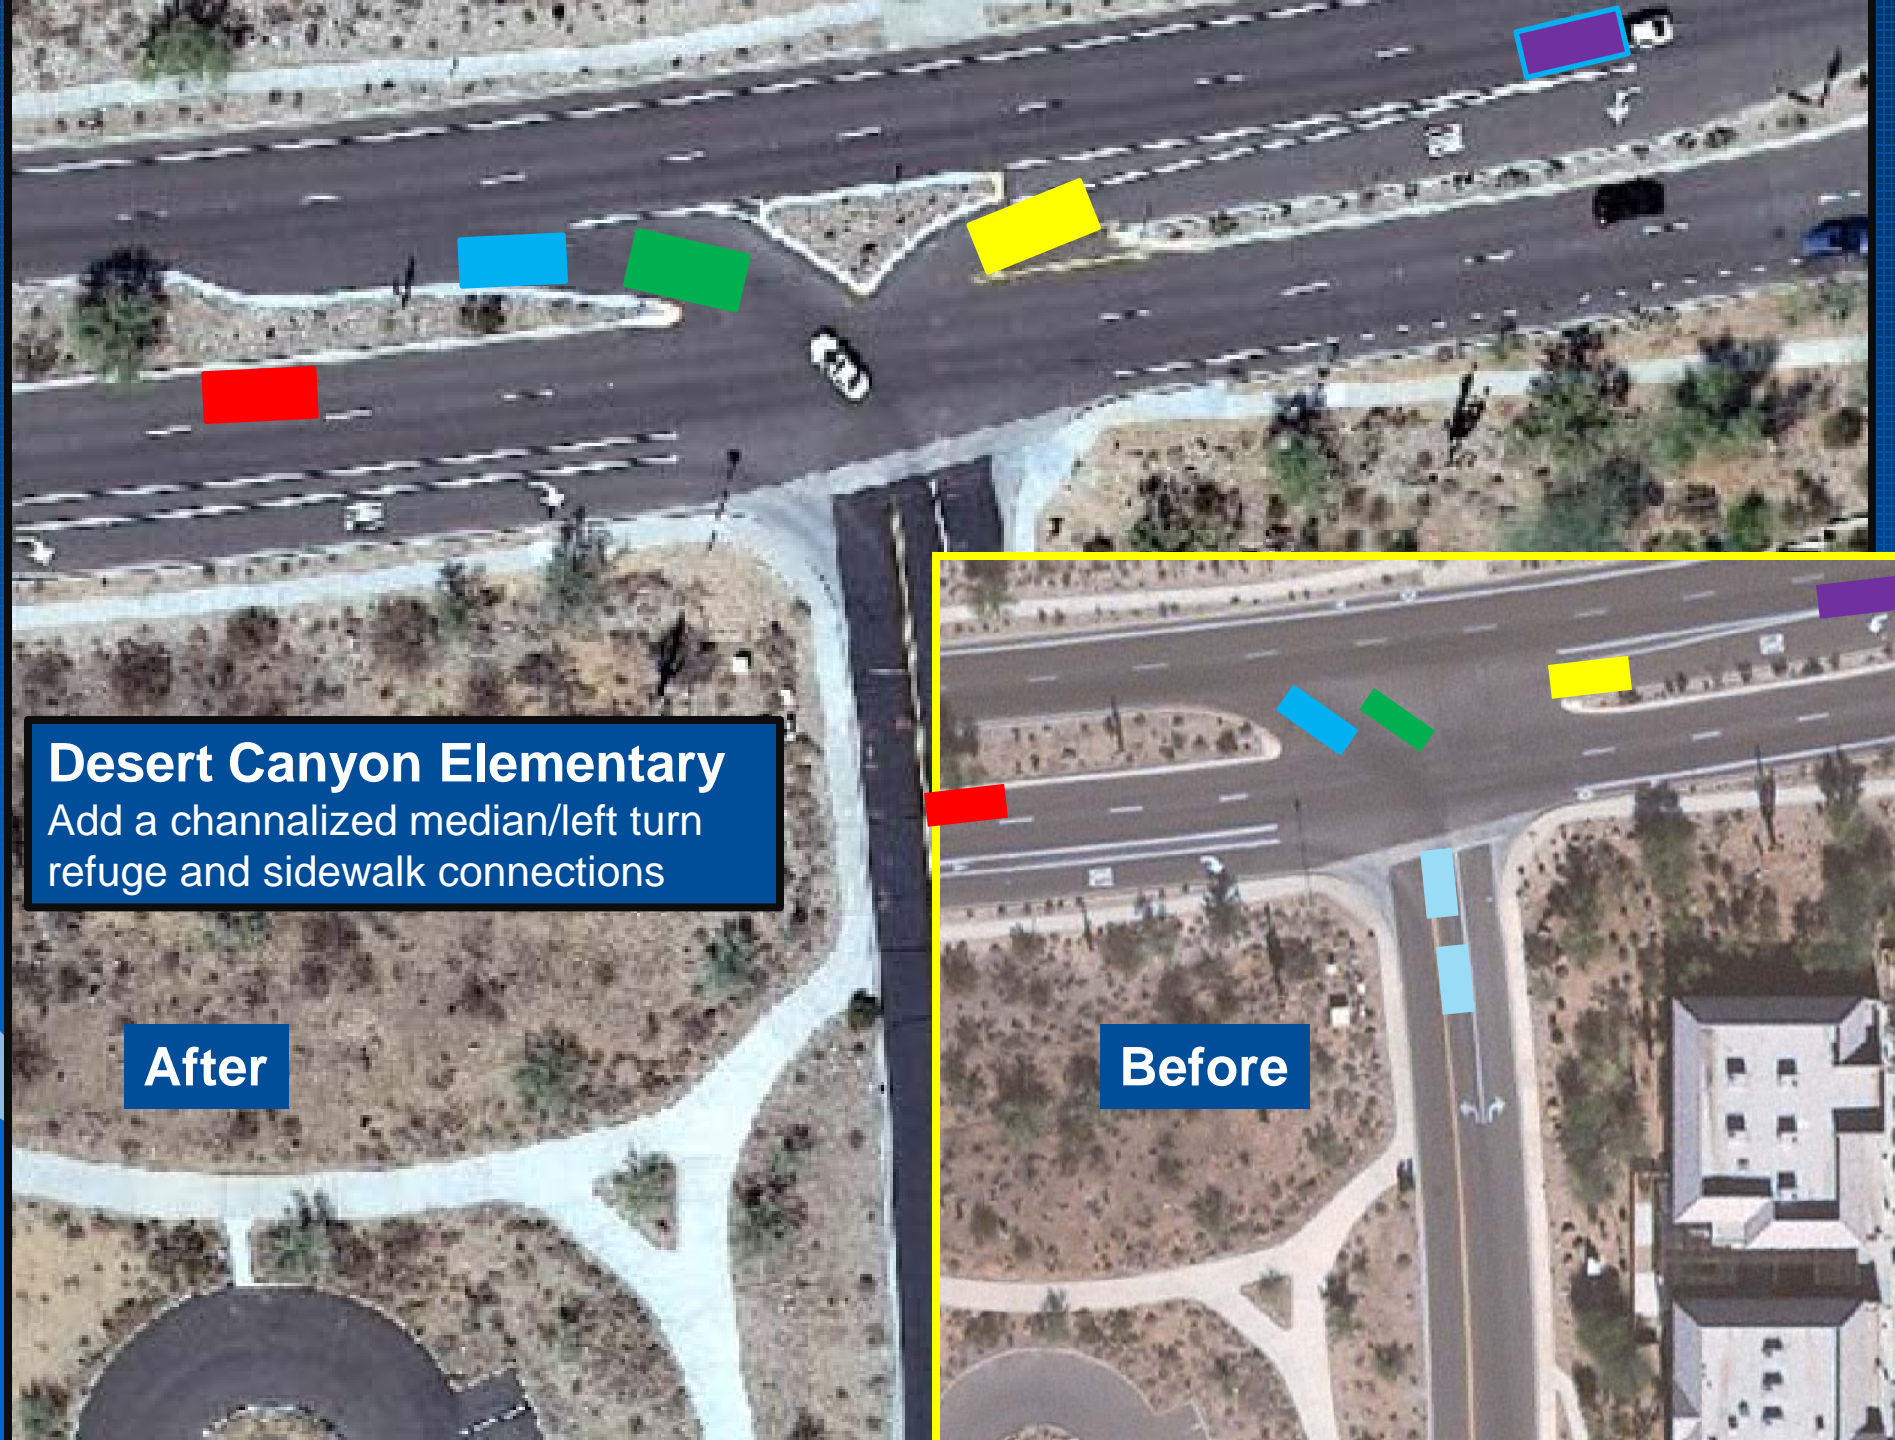 Desert Canyon Elementary
Add a channalized median/left turn
refuge and sidewalk connections
After
Before